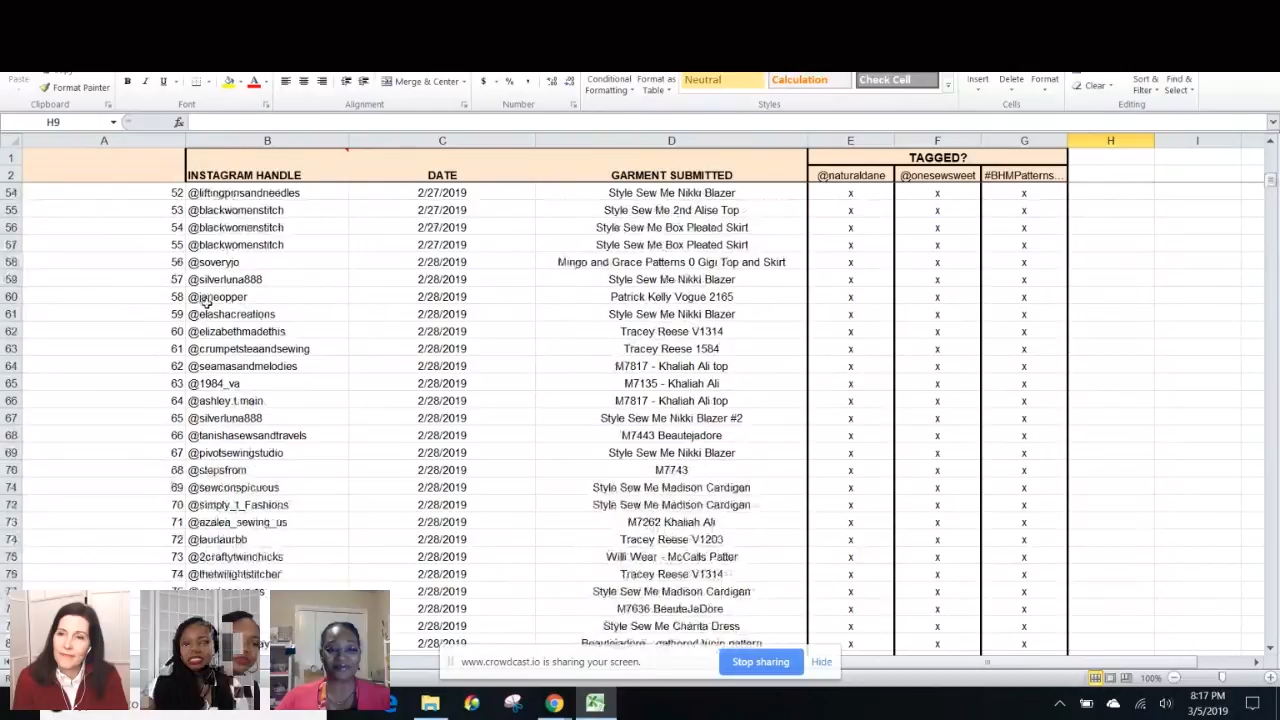 Paste Format Painter B I U A Merge & Center $ % , Conditional Formatting Format as Table Neutral Calculation Check Cell Insert Delete Format Clear Sort & Filter Find & Select
Clipboard Font Alignment Number Styles Cells Editing
H9 fx
A B C D E F G H I
1 TAGGED?
2 INSTAGRAM HANDLE DATE GARMENT SUBMITTED @naturaldane @onesewsweet #BHMPatterns...
54 52 @liftingpinsandneedles 2/27/2019 Style Sew Me Nikki Blazer x x x
55 53 @blackwomenstitch 2/27/2019 Style Sew Me 2nd Alise Top x x x
56 54 @blackwomenstitch 2/27/2019 Style Sew Me Box Pleated Skirt x x x
57 55 @blackwomenstitch 2/27/2019 Style Sew Me Box Pleated Skirt x x x
58 56 @soveryjo 2/28/2019 Mingo and Grace Patterns 0 Gigi Top and Skirt x x x
59 57 @silverluna888 2/28/2019 Style Sew Me Nikki Blazer x x x
60 58 2/28/2019 Patrick Kelly Vogue 2165 x x x
61 59 @elashacreations 2/28/2019 Style Sew Me Nikki Blazer x x x
62 60 @elizabethmadethis 2/28/2019 Tracey Reese V1314 x x x
63 61 @crumpetsteaandsewing 2/28/2019 Tracey Reese 1584 x x x
64 62 @seamasandmelodies 2/28/2019 M7817 - Khaliah Ali top x x x
65 63 @1984_va 2/28/2019 M7135 - Khaliah Ali x x x
66 64 @ashley.t.main 2/28/2019 M7817 - Khaliah Ali top x x x
67 65 @silverluna888 2/28/2019 Style Sew Me Nikki Blazer #2 x x x
68 66 @tanishasewsandtravels 2/28/2019 M7443 Beautejadore x x x
69 67 @pivotsewingstudio 2/28/2019 Style Sew Me Nikki Blazer x x x
68 @stepsfrom 2/28/2019 M7743 x x x
69 @sewconspicuous 2/28/2019 Style Sew Me Madison Cardigan x x x
70 @simply_t_Fashions 2/28/2019 Style Sew Me Madison Cardigan x x x
73 71 @azalea_sewing_us 2/28/2019 M7262 Khaliah Ali x x x
72 2/28/2019 Tracey Reese V1203 x x x
75 73 @2craftytwinchicks 2/28/2019 Willi Wear - McCalls Patter x x x
74 @thetwilightstitcher 2/28/2019 Tracey Reese V1314 x x x
2/28/2019 Style Sew Me Madison Cardigan x x x
2/28/2019 M7636 BeauteJaDore x x x
2/28/2019 Style Sew Me Charita Dress x x x
2/28/2019 Beautejadore - gathered x x x
www.crowdcast.io is sharing your screen. Stop sharing Hide
100%
8:17 PM
3/5/2019